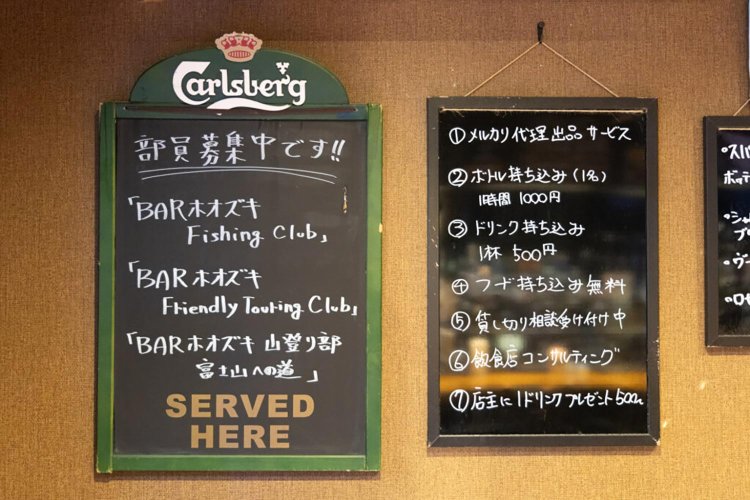 Carlsberg
部員募集中です!!
「BARホオズキ
Fishing Club」
「BARホオズキ
Friendly Touring Club」
「BARホオズキ 山登り部
富士山への道 」
SERVED
HERE
① メルカリ代理出品サービス
② ボトル持ち込み (1名)
1時間 1000円
③ ドリンク持ち込み
1杯 500円
④ フード持ち込み無料
⑤ 貸し切り相談受け付け中
⑥ 飲食店コンサルティング
⑦ 店主に1ドリンクプレゼント500円